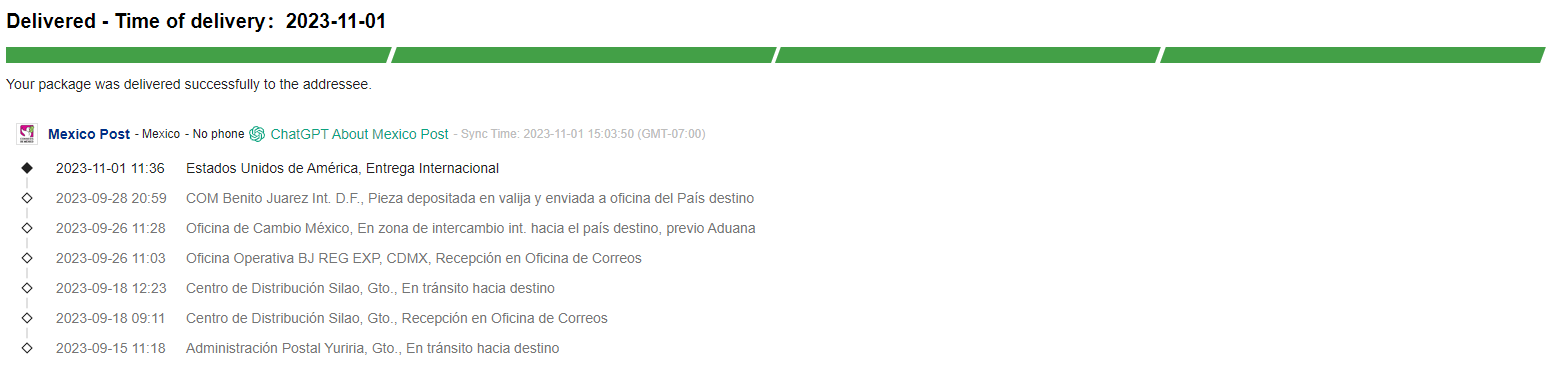 Delivered - Time of delivery：2023-11-01
Your package was delivered successfully to the addressee.
Mexico Post - Mexico - No phone ChatGPT About Mexico Post - Sync Time: 2023-11-01 15:03:50 (GMT-07:00)
2023-11-01 11:36 Estados Unidos de América, Entrega Internacional
2023-09-28 20:59 COM Benito Juarez Int. D.F., Pieza depositada en valija y enviada a oficina del País destino
2023-09-26 11:28 Oficina de Cambio México, En zona de intercambio int. hacia el país destino, previo Aduana
2023-09-26 11:03 Oficina Operativa BJ REG EXP, CDMX, Recepción en Oficina de Correos
2023-09-18 12:23 Centro de Distribución Silao, Gto., En tránsito hacia destino
2023-09-18 09:11 Centro de Distribución Silao, Gto., Recepción en Oficina de Correos
2023-09-15 11:18 Administración Postal Yuriria, Gto., En tránsito hacia destino